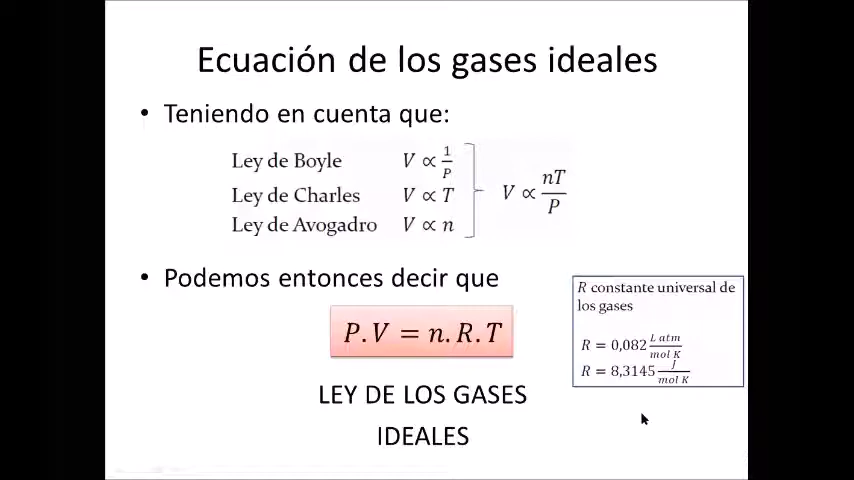 Ecuación de los gases ideales
• Teniendo en cuenta que:
Ley de Boyle V ∝ 1/P
Ley de Charles V ∝ T
Ley de Avogadro V ∝ n
V ∝ nT/P
• Podemos entonces decir que
P.V = n.R.T
LEY DE LOS GASES
IDEALES
R constante universal de
los gases
R = 0,082 L atm/mol K
R = 8,3145 J/mol K